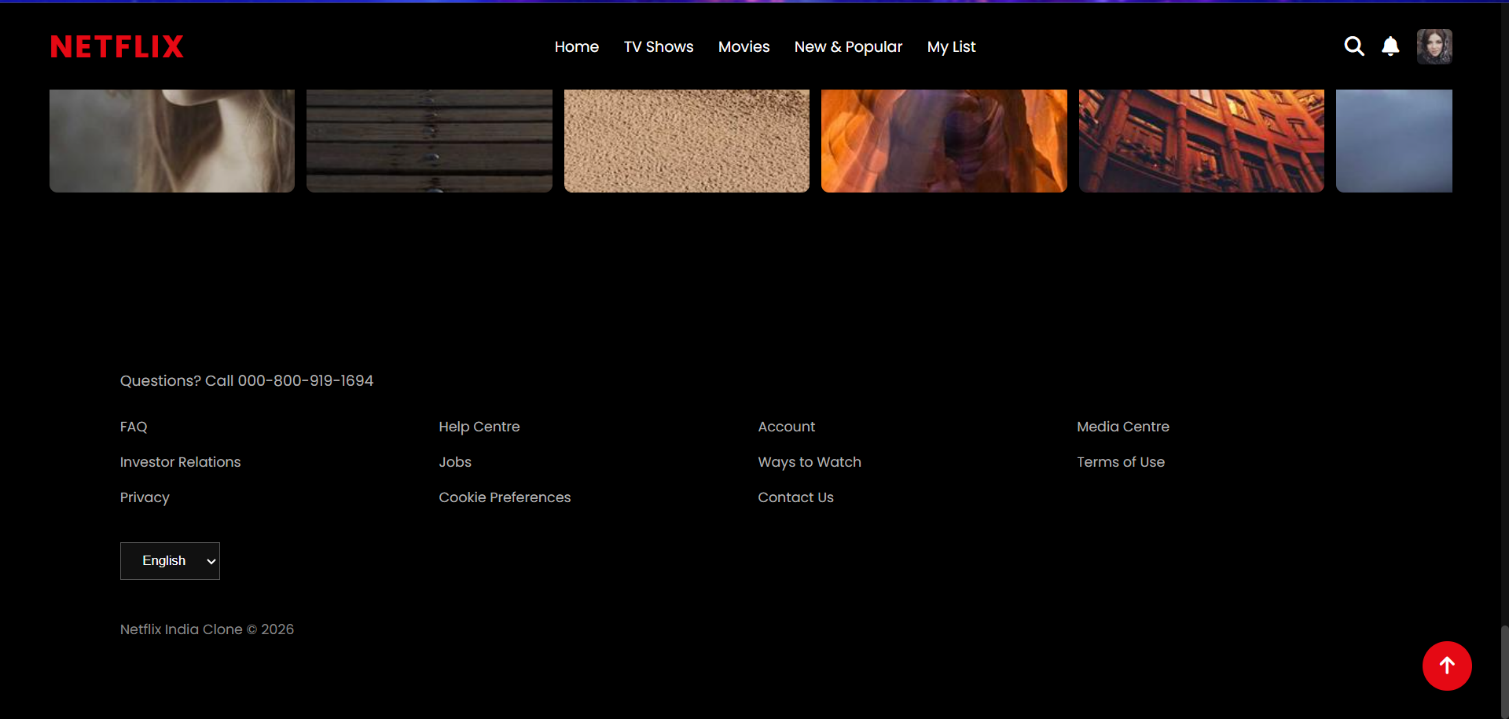 NETFLIX Home TV Shows Movies New & Popular My List
Questions? Call 000-800-919-1694
FAQ Help Centre Account Media Centre
Investor Relations Jobs Ways to Watch Terms of Use
Privacy Cookie Preferences Contact Us
English
Netflix India Clone © 2026